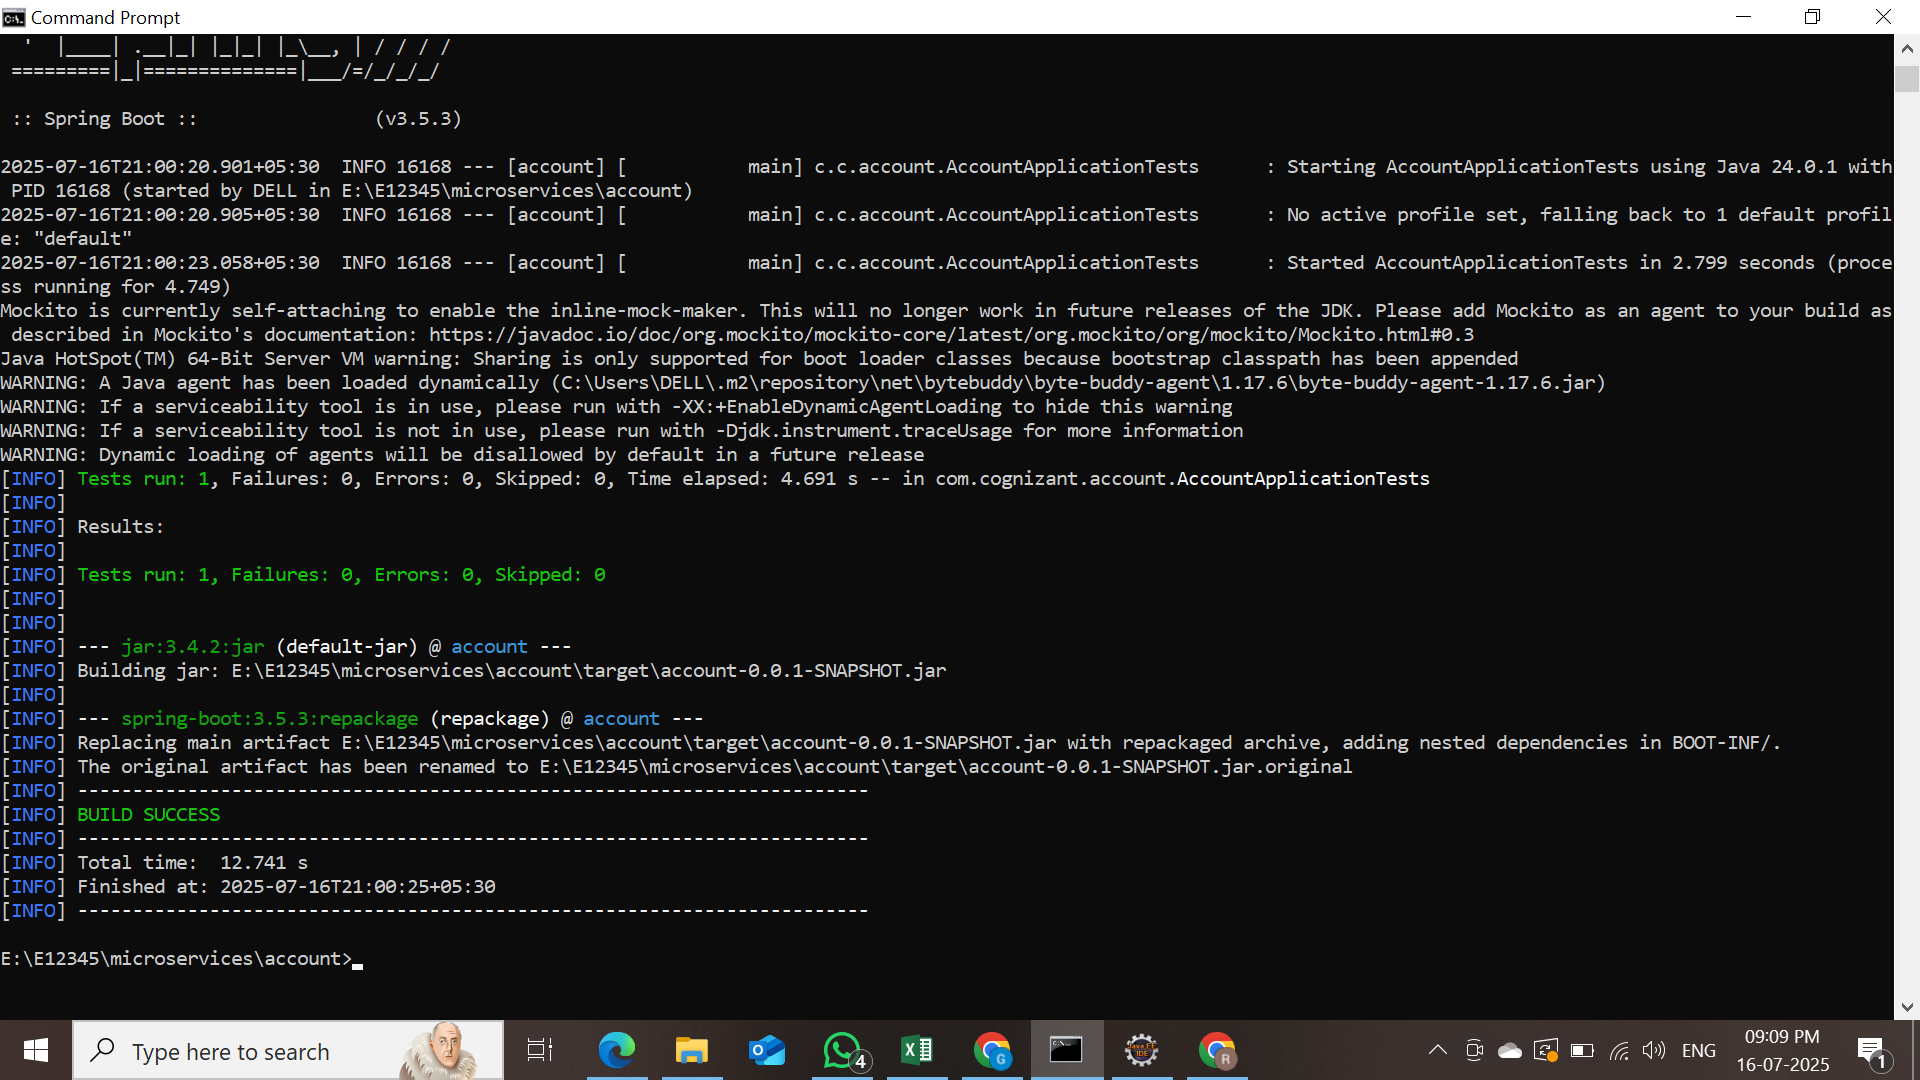 Command Prompt
'  |____| .__|_| |_|_| |_\__, | / / / /
=========|_|==============|___/=/_/_/_/
:: Spring Boot ::                (v3.5.3)
2025-07-16T21:00:20.901+05:30  INFO 16168 --- [account] [           main] c.c.account.AccountApplicationTests      : Starting AccountApplicationTests using Java 24.0.1 with
PID 16168 (started by DELL in E:\E12345\microservices\account)
2025-07-16T21:00:20.905+05:30  INFO 16168 --- [account] [           main] c.c.account.AccountApplicationTests      : No active profile set, falling back to 1 default profil
e: "default"
2025-07-16T21:00:23.058+05:30  INFO 16168 --- [account] [           main] c.c.account.AccountApplicationTests      : Started AccountApplicationTests in 2.799 seconds (proce
ss running for 4.749)
Mockito is currently self-attaching to enable the inline-mock-maker. This will no longer work in future releases of the JDK. Please add Mockito as an agent to your build as
described in Mockito's documentation: https://javadoc.io/doc/org.mockito/mockito-core/latest/org.mockito/org/mockito/Mockito.html#0.3
Java HotSpot(TM) 64-Bit Server VM warning: Sharing is only supported for boot loader classes because bootstrap classpath has been appended
WARNING: A Java agent has been loaded dynamically (C:\Users\DELL\.m2\repository\net\bytebuddy\byte-buddy-agent\1.17.6\byte-buddy-agent-1.17.6.jar)
WARNING: If a serviceability tool is in use, please run with -XX:+EnableDynamicAgentLoading to hide this warning
WARNING: If a serviceability tool is not in use, please run with -Djdk.instrument.traceUsage for more information
WARNING: Dynamic loading of agents will be disallowed by default in a future release
[INFO] Tests run: 1, Failures: 0, Errors: 0, Skipped: 0, Time elapsed: 4.691 s -- in com.cognizant.account.AccountApplicationTests
[INFO]
[INFO] Results:
[INFO]
[INFO] Tests run: 1, Failures: 0, Errors: 0, Skipped: 0
[INFO]
[INFO]
[INFO] --- jar:3.4.2:jar (default-jar) @ account ---
[INFO] Building jar: E:\E12345\microservices\account\target\account-0.0.1-SNAPSHOT.jar
[INFO]
[INFO] --- spring-boot:3.5.3:repackage (repackage) @ account ---
[INFO] Replacing main artifact E:\E12345\microservices\account\target\account-0.0.1-SNAPSHOT.jar with repackaged archive, adding nested dependencies in BOOT-INF/.
[INFO] The original artifact has been renamed to E:\E12345\microservices\account\target\account-0.0.1-SNAPSHOT.jar.original
[INFO] ------------------------------------------------------------------------
[INFO] BUILD SUCCESS
[INFO] ------------------------------------------------------------------------
[INFO] Total time:  12.741 s
[INFO] Finished at: 2025-07-16T21:00:25+05:30
[INFO] ------------------------------------------------------------------------
E:\E12345\microservices\account>
Type here to search
4
G
Java EE
IDE
R
ENG
09:09 PM
16-07-2025
1